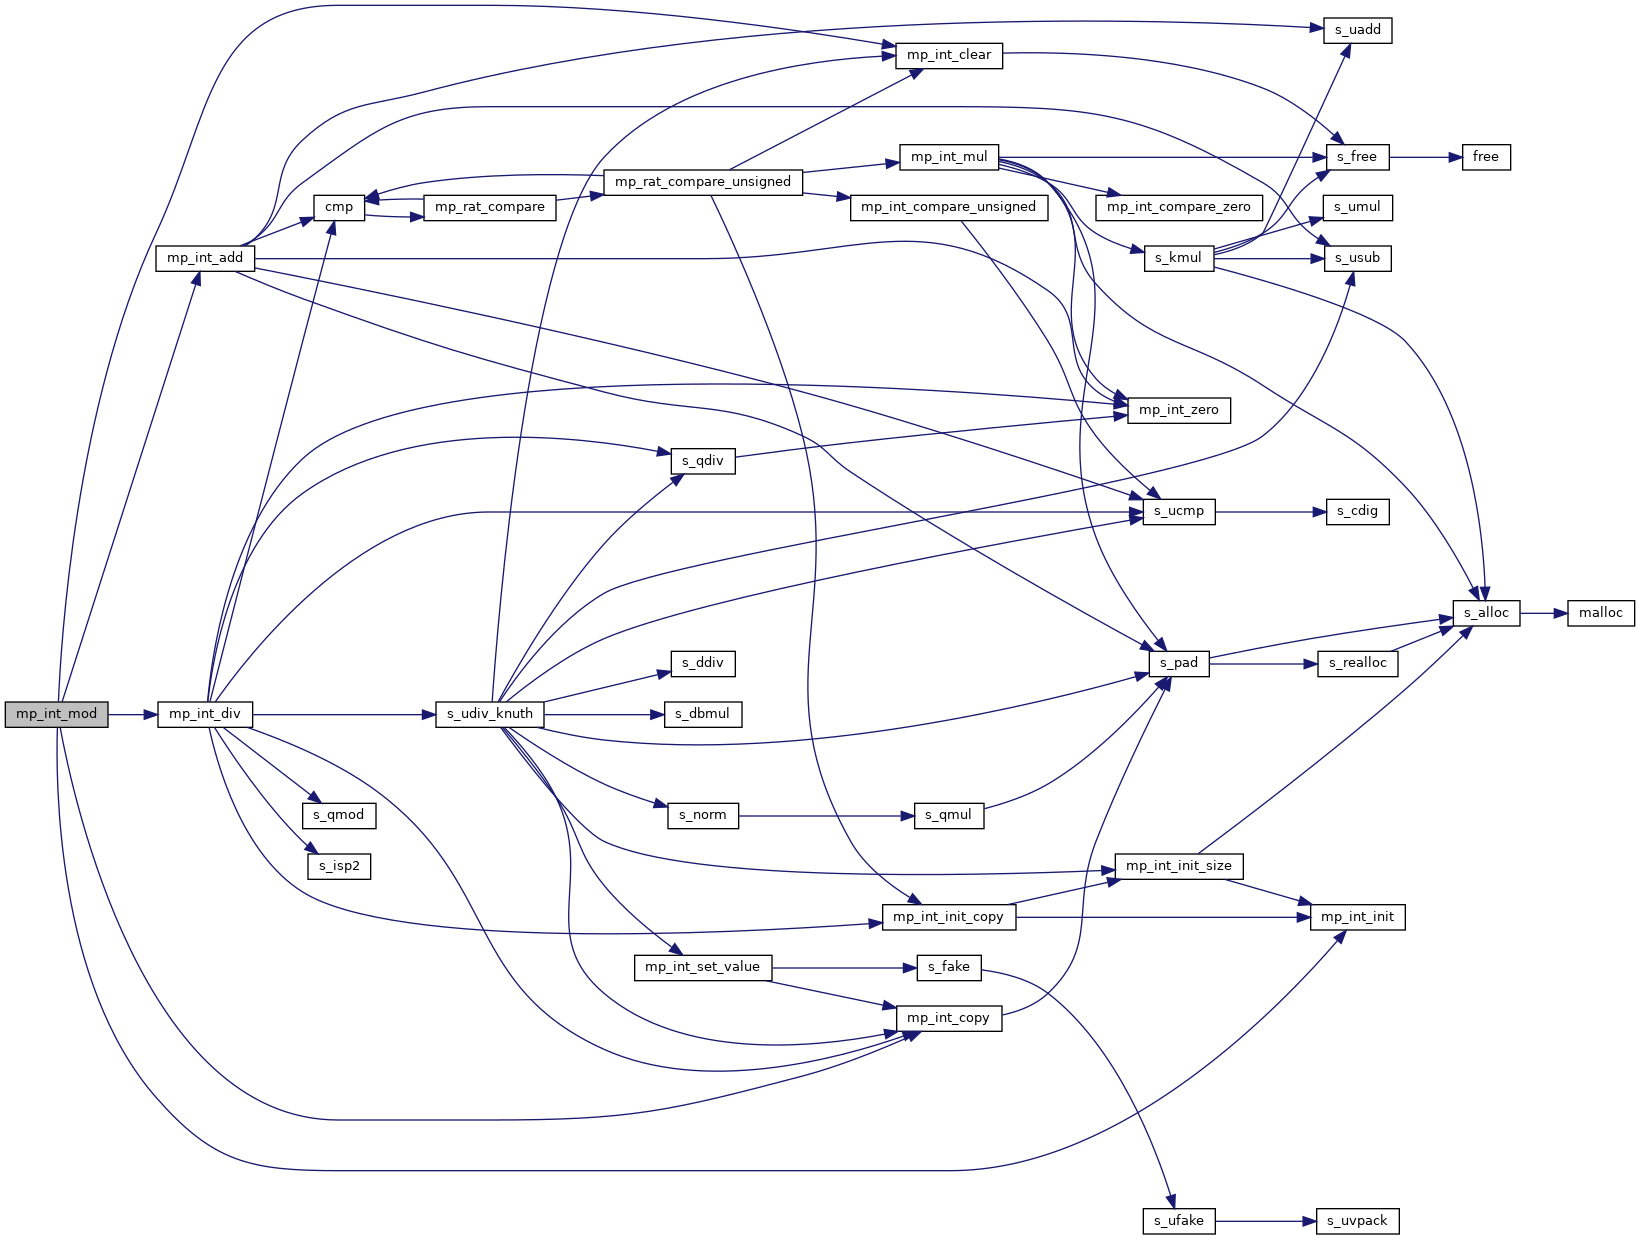 s_uadd
mp_int_clear
mp_int_mul
s_free
free
mp_rat_compare_unsigned
cmp
mp_rat_compare
mp_int_compare_unsigned
mp_int_compare_zero
s_umul
mp_int_add
s_kmul
s_usub
mp_int_zero
s_qdiv
s_ucmp
s_cdig
s_alloc
malloc
s_ddiv
s_pad
s_realloc
mp_int_mod
mp_int_div
s_udiv_knuth
s_dbmul
s_qmod
s_norm
s_qmul
s_isp2
mp_int_init_size
mp_int_init_copy
mp_int_init
mp_int_set_value
s_fake
mp_int_copy
s_ufake
s_uvpack